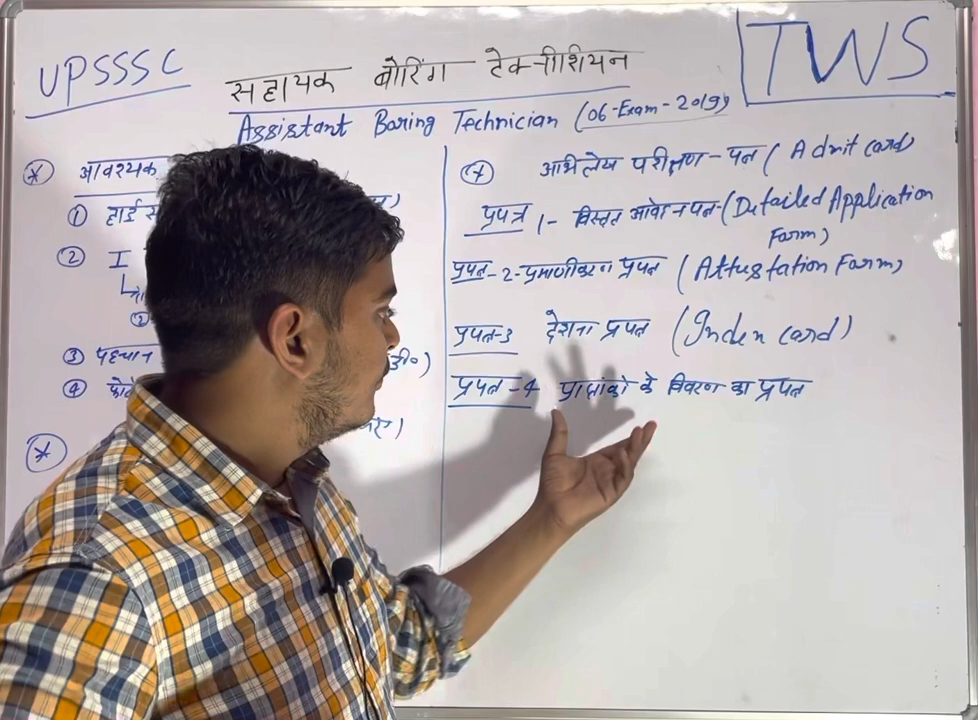 UPSSSC
सहायक बोरिंग टेक्नीशियन
TWS
Assistant Boring Technician (06-Exam-2019)
* आवश्यक
① हाई
② I
②
③ पहचान
④ फोटो
*
⑦ अभिलेख परीक्षण-पत्र (Admit Card)
प्रपत्र 1- विस्तृत आवेदनपत्र-(Detailed Application
Form)
प्रपत्र-2-प्रमाणीकरण प्रपत्र (Attestation Form)
प्रपत्र-3 देशना प्रपत्र (Index card)
प्रपत्र-4 प्राप्तांको के विवरण का प्रपत्र